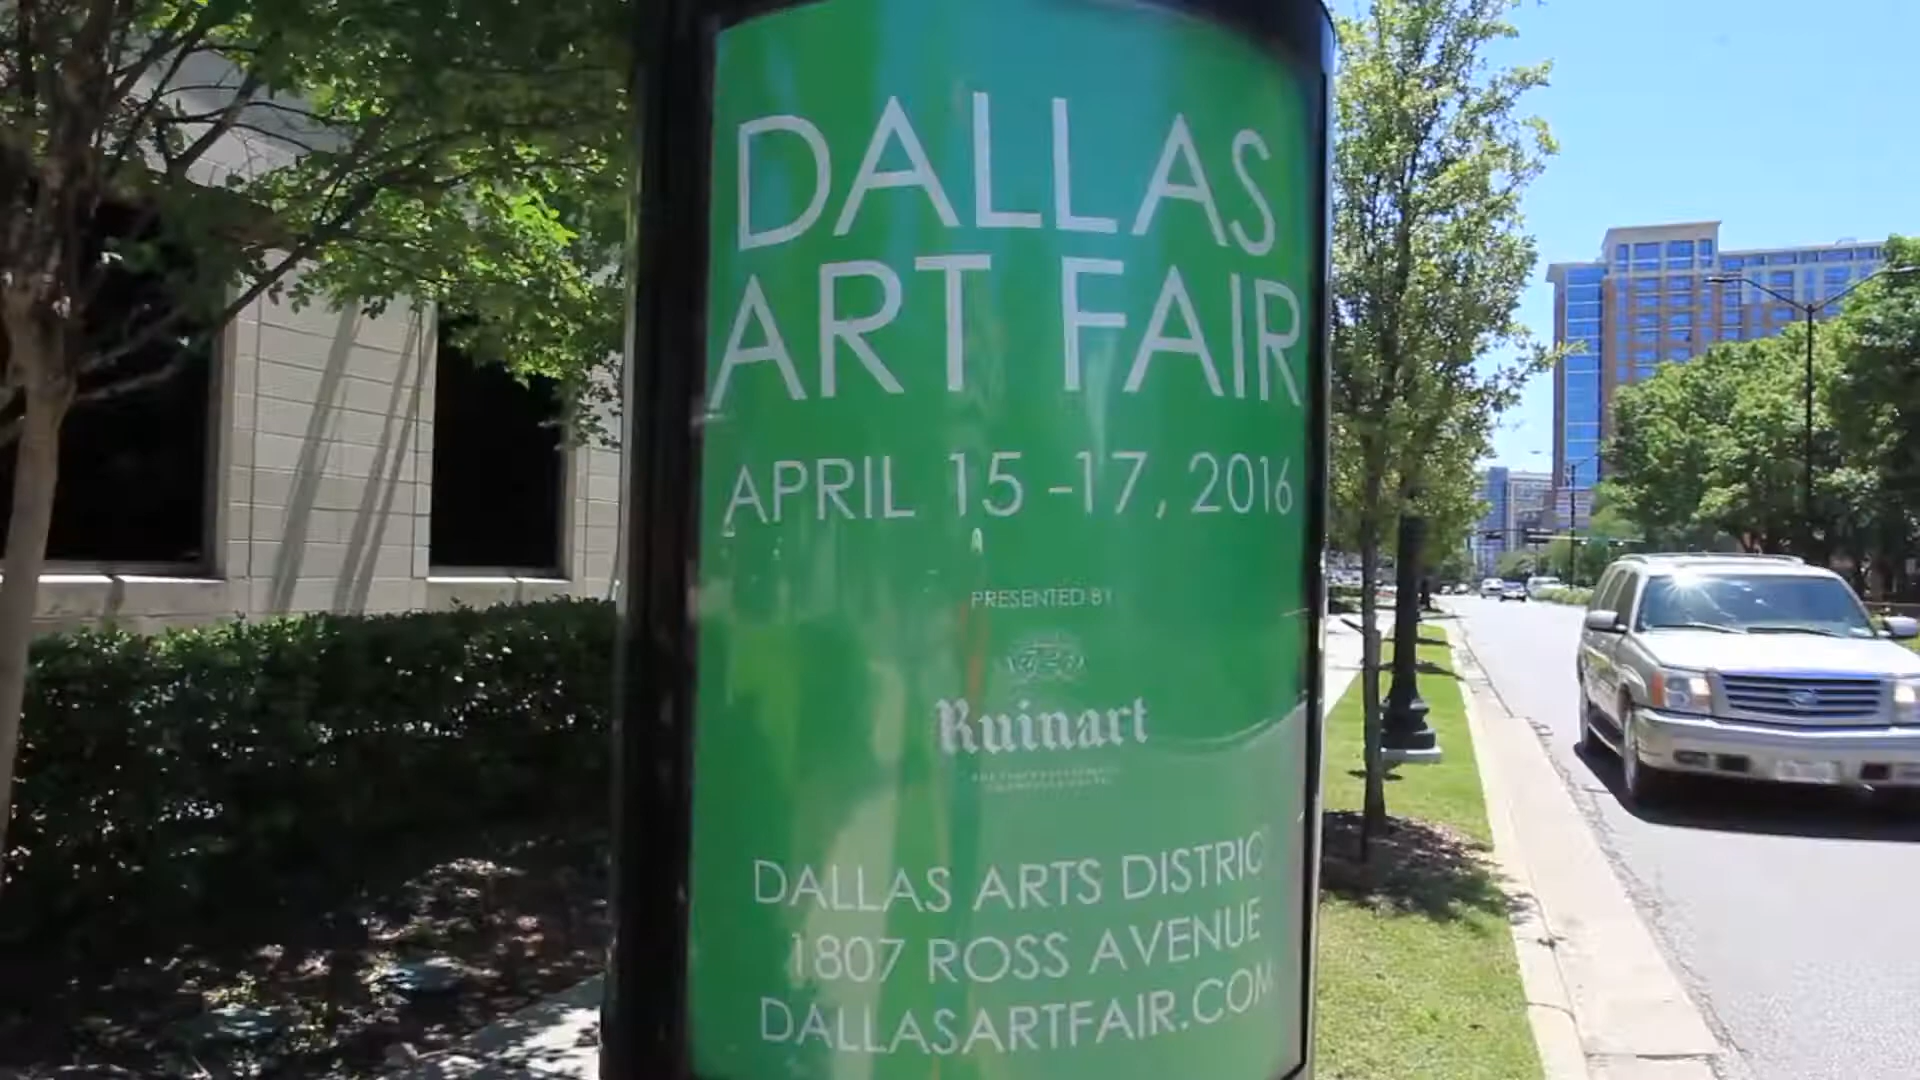 DALLAS
ART FAIR
APRIL 15-17, 2016
PRESENTED BY
Ruinart
DALLAS ARTS DISTRIC
1807 ROSS AVENUE
DALLASARTFAIR.COM